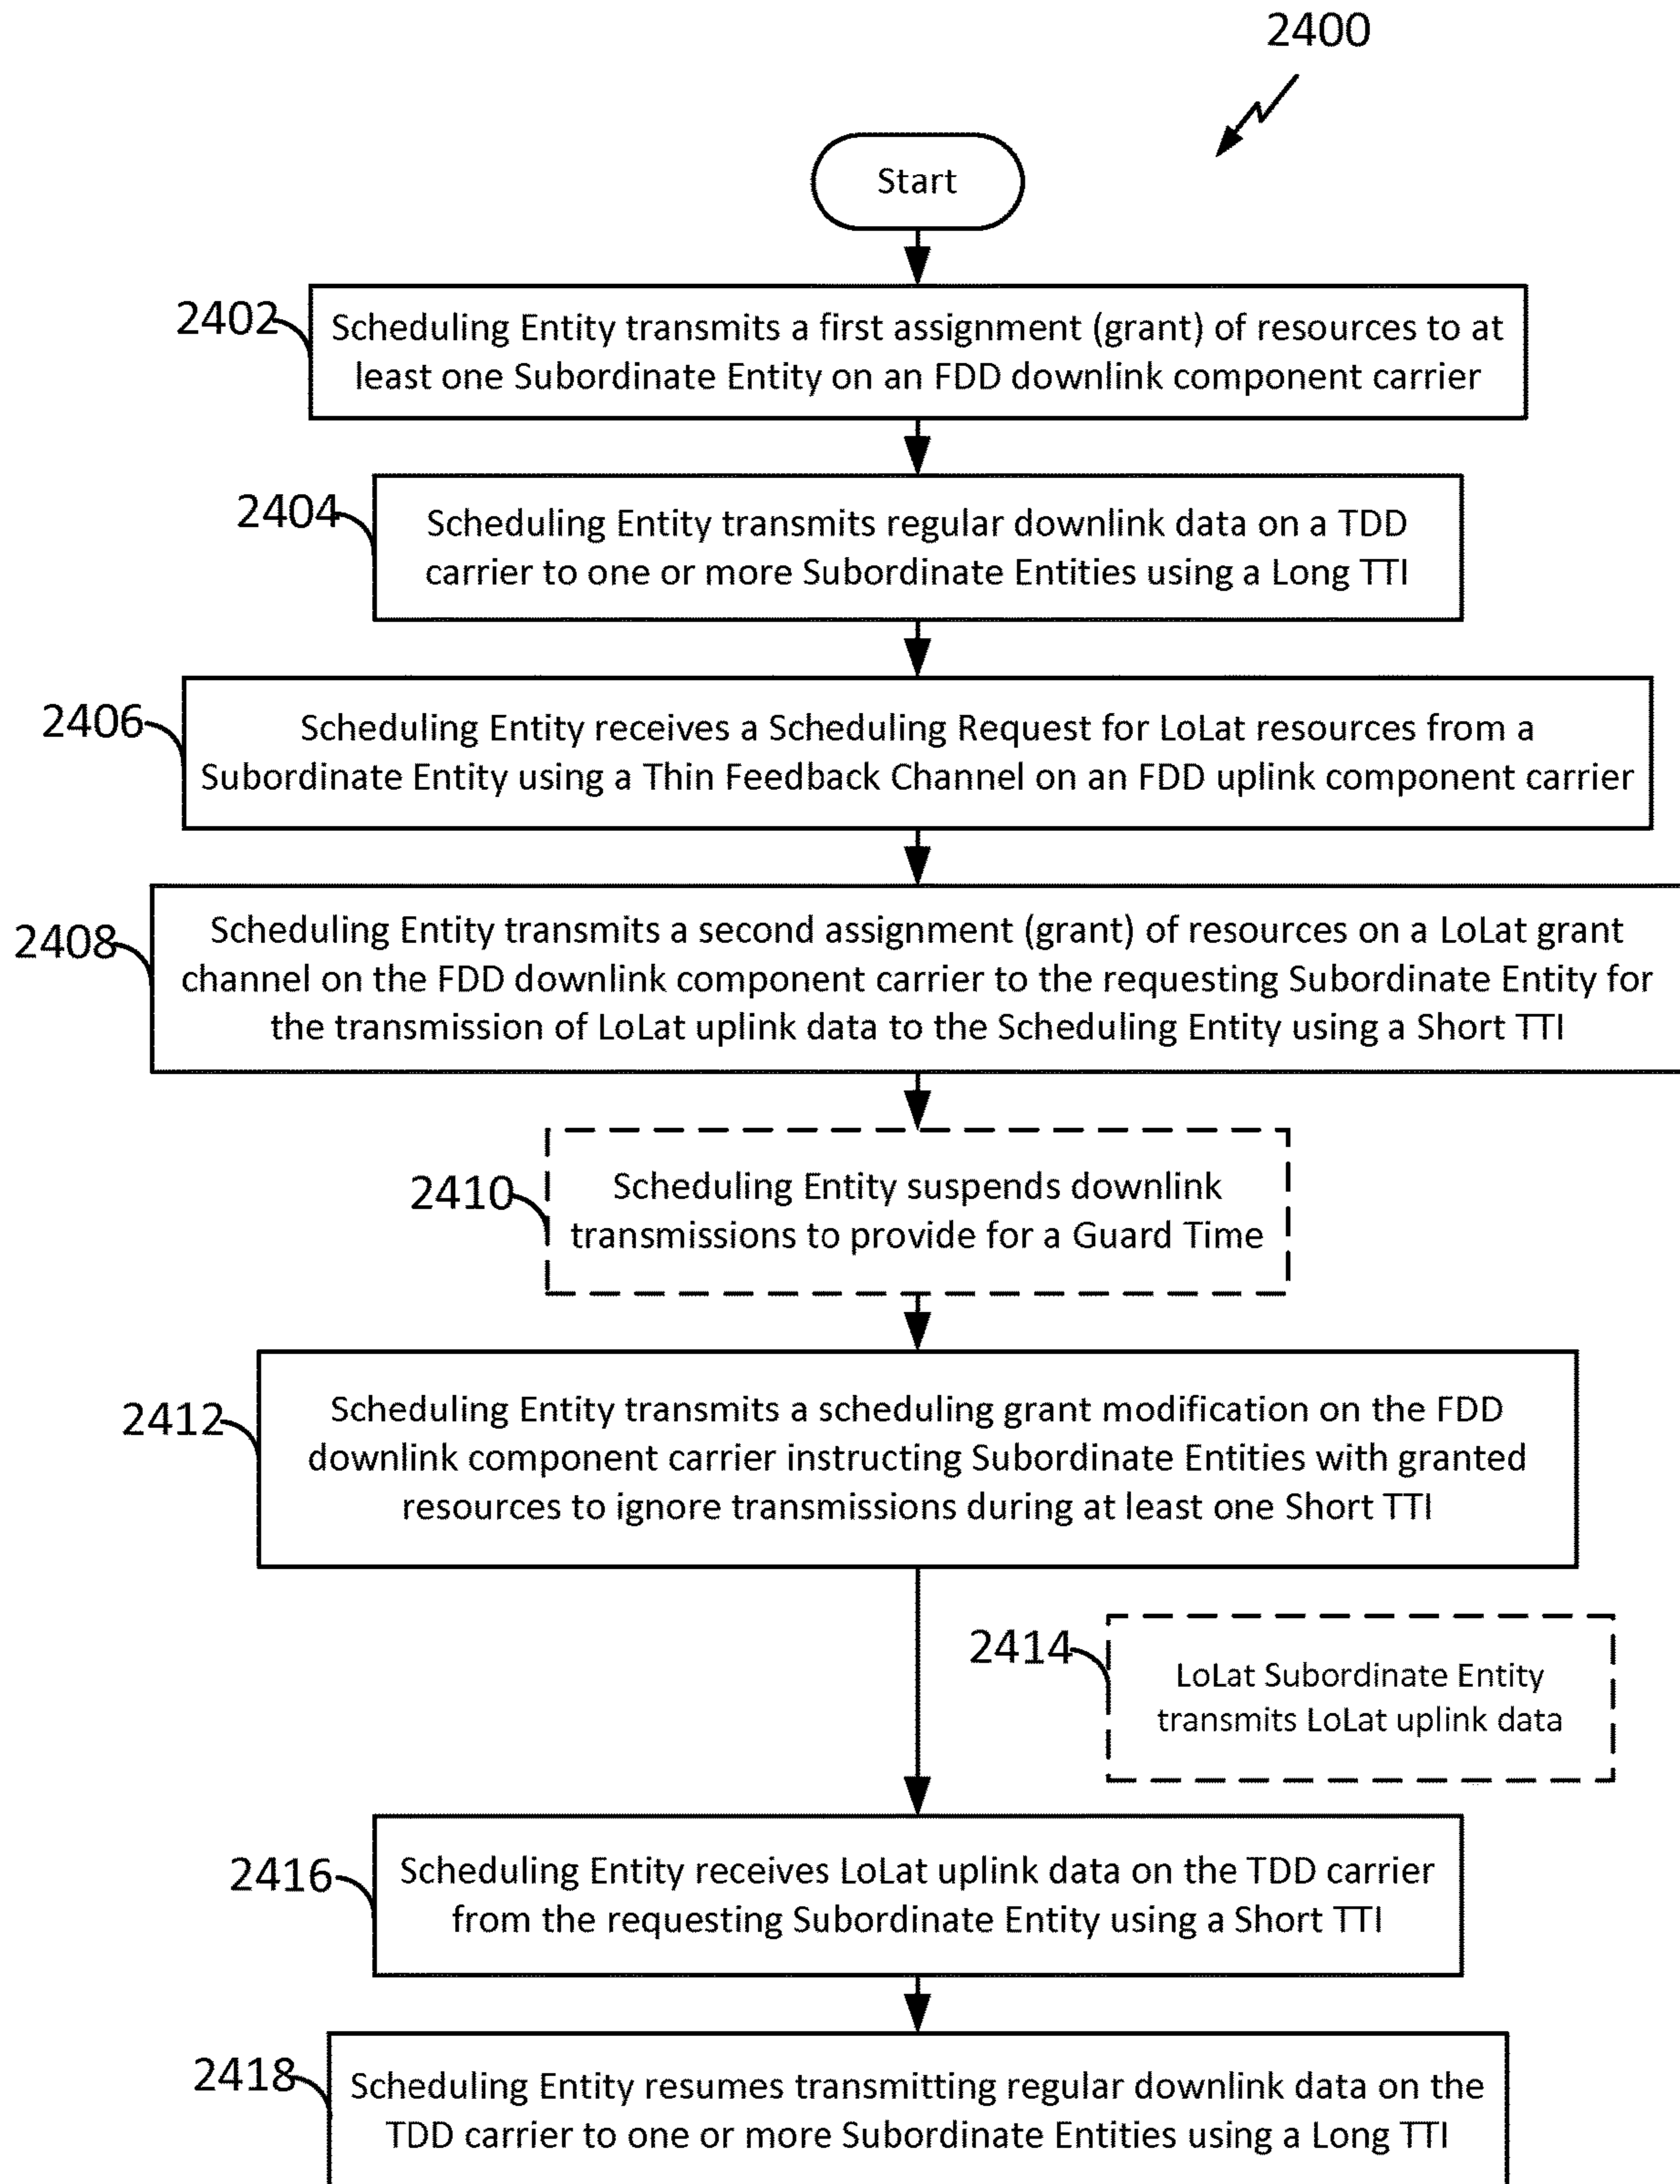 2400
Start
2402
Scheduling Entity transmits a first assignment (grant) of resources to at
least one Subordinate Entity on an FDD downlink component carrier
2404
Scheduling Entity transmits regular downlink data on a TDD
carrier to one or more Subordinate Entities using a Long TTI
2406
Scheduling Entity receives a Scheduling Request for LoLat resources from a
Subordinate Entity using a Thin Feedback Channel on an FDD uplink component carrier
2408
Scheduling Entity transmits a second assignment (grant) of resources on a LoLat grant
channel on the FDD downlink component carrier to the requesting Subordinate Entity for
the transmission of LoLat uplink data to the Scheduling Entity using a Short TTI
2410
Scheduling Entity suspends downlink
transmissions to provide for a Guard Time
2412
Scheduling Entity transmits a scheduling grant modification on the FDD
downlink component carrier instructing Subordinate Entities with granted
resources to ignore transmissions during at least one Short TTI
2414
LoLat Subordinate Entity
transmits LoLat uplink data
2416
Scheduling Entity receives LoLat uplink data on the TDD carrier
from the requesting Subordinate Entity using a Short TTI
2418
Scheduling Entity resumes transmitting regular downlink data on the
TDD carrier to one or more Subordinate Entities using a Long TTI